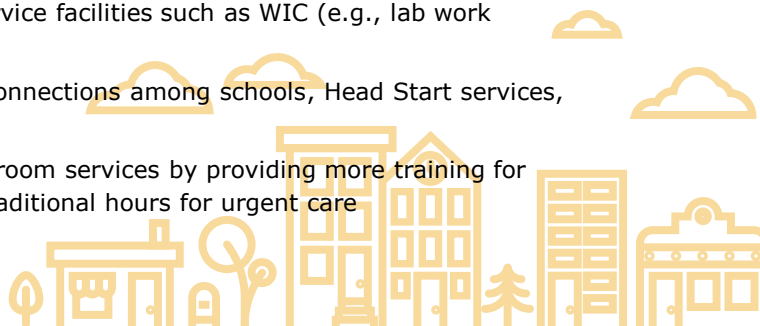 rvice facilities such as WIC (e.g., lab work
onnections among schools, Head Start services,
room services by providing more training for
aditional hours for urgent care